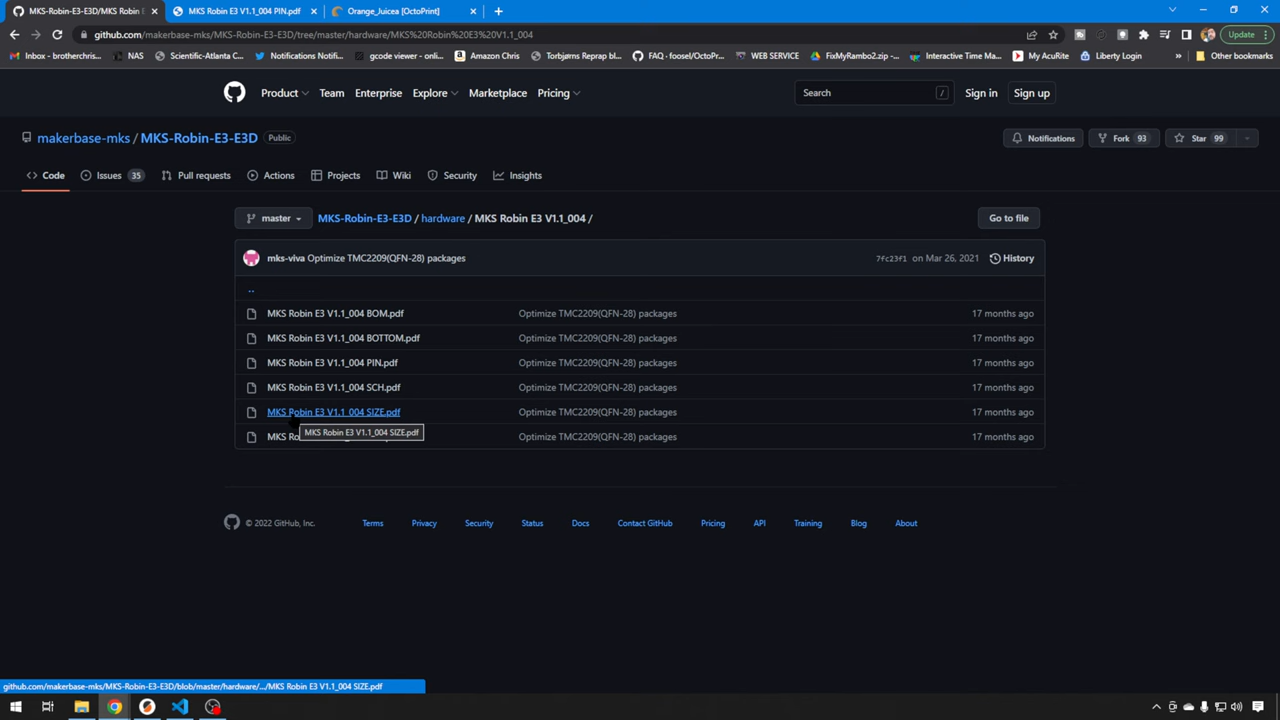 MKS-Robin-E3-E3D/MKS Robin E
MKS Robin E3 V1.1_004 PIN.pdf
Orange_Juicea [OctoPrint]
github.com/makerbase-mks/MKS-Robin-E3-E3D/tree/master/hardware/MKS%20Robin%20E3%20V1.1_004
Update
Inbox - brotherchris...
NAS
Scientific-Atlanta C...
Twitter Notifications
gcode viewer - onli...
Amazon Chris
Torbjørns Reprap bl...
FAQ · foosel/OctoPr...
WEB SERVICE
FixMyRambo2.zip -...
Interactive Time Ma...
My AcuRite
Liberty Login
»
Other bookmarks
Product
Team
Enterprise
Explore
Marketplace
Pricing
Search
/
Sign in
Sign up
makerbase-mks / MKS-Robin-E3-E3D
Public
Notifications
Fork 93
Star 99
Code
Issues 35
Pull requests
Actions
Projects
Wiki
Security
Insights
master
MKS-Robin-E3-E3D / hardware / MKS Robin E3 V1.1_004 /
Go to file
mks-viva Optimize TMC2209(QFN-28) packages
7fc23f1 on Mar 26, 2021
History
..
MKS Robin E3 V1.1_004 BOM.pdf
Optimize TMC2209(QFN-28) packages
17 months ago
MKS Robin E3 V1.1_004 BOTTOM.pdf
Optimize TMC2209(QFN-28) packages
17 months ago
MKS Robin E3 V1.1_004 PIN.pdf
Optimize TMC2209(QFN-28) packages
17 months ago
MKS Robin E3 V1.1_004 SCH.pdf
Optimize TMC2209(QFN-28) packages
17 months ago
MKS Robin E3 V1.1_004 SIZE.pdf
Optimize TMC2209(QFN-28) packages
17 months ago
MKS Robin E3 V1.1_004 SIZE.pdf
MKS Ro
Optimize TMC2209(QFN-28) packages
17 months ago
© 2022 GitHub, Inc.
Terms
Privacy
Security
Status
Docs
Contact GitHub
Pricing
API
Training
Blog
About
github.com/makerbase-mks/MKS-Robin-E3-E3D/blob/master/hardware/.../MKS Robin E3 V1.1_004 SIZE.pdf